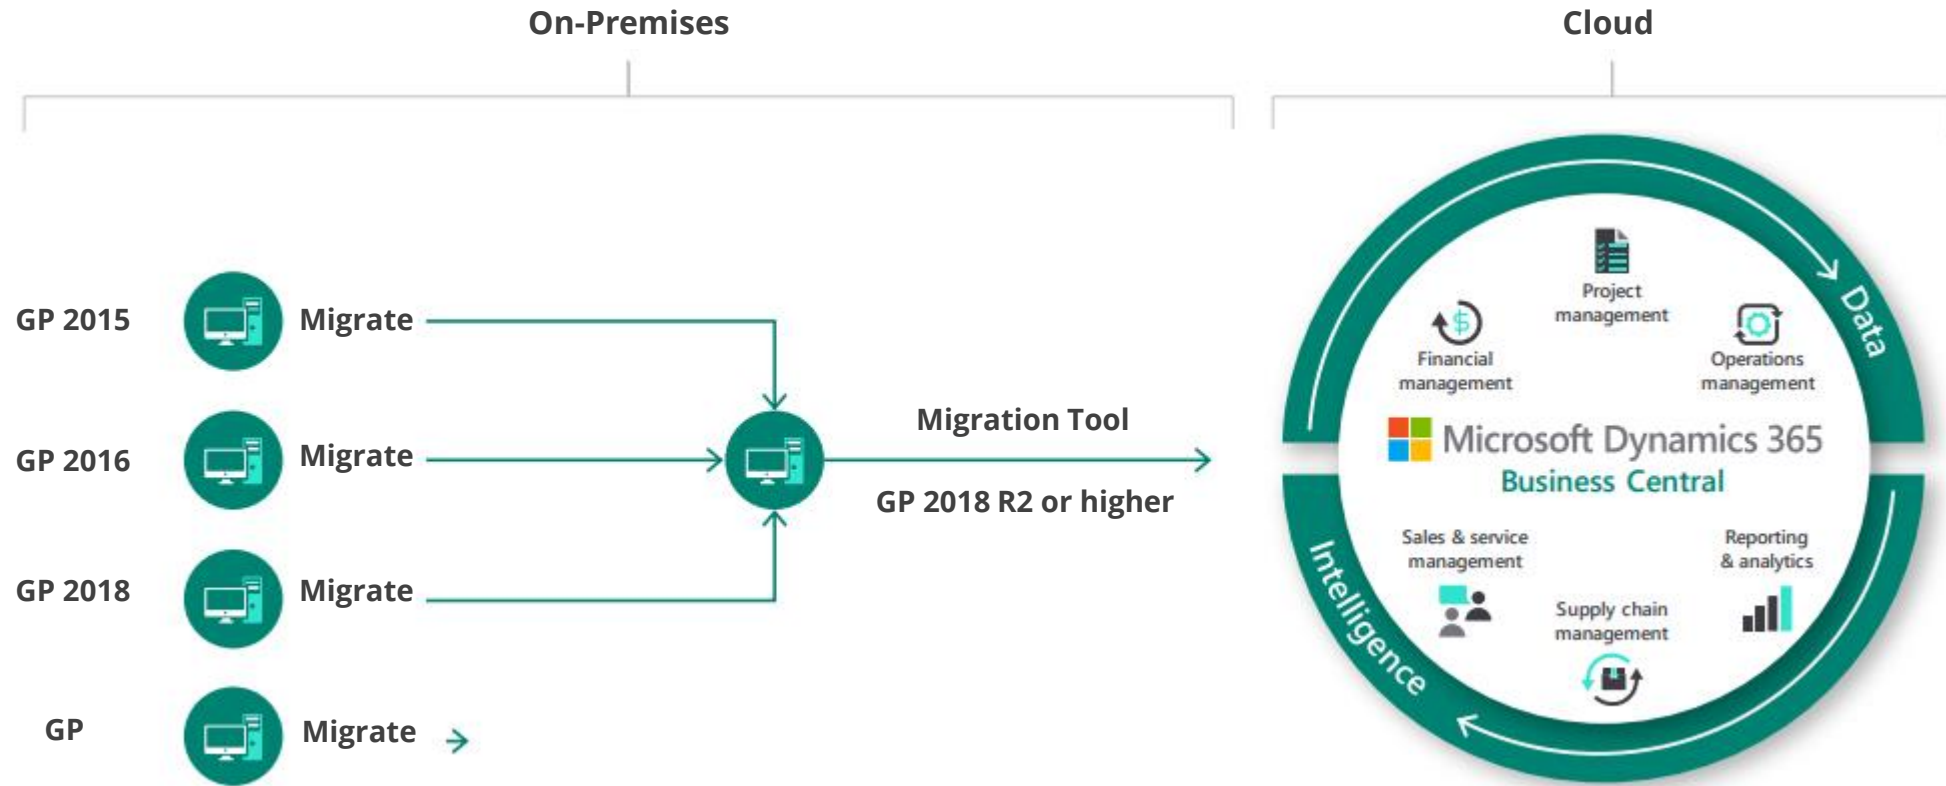 On-Premises
Cloud
GP 2015
Migrate
GP 2016
Migrate
GP 2018
Migrate
GP
Migrate
Migration Tool
GP 2018 R2 or higher
Project
management
Financial
management
Operations
management
Data
Microsoft Dynamics 365
Business Central
Sales & service
management
Reporting
& analytics
Supply chain
management
Intelligence